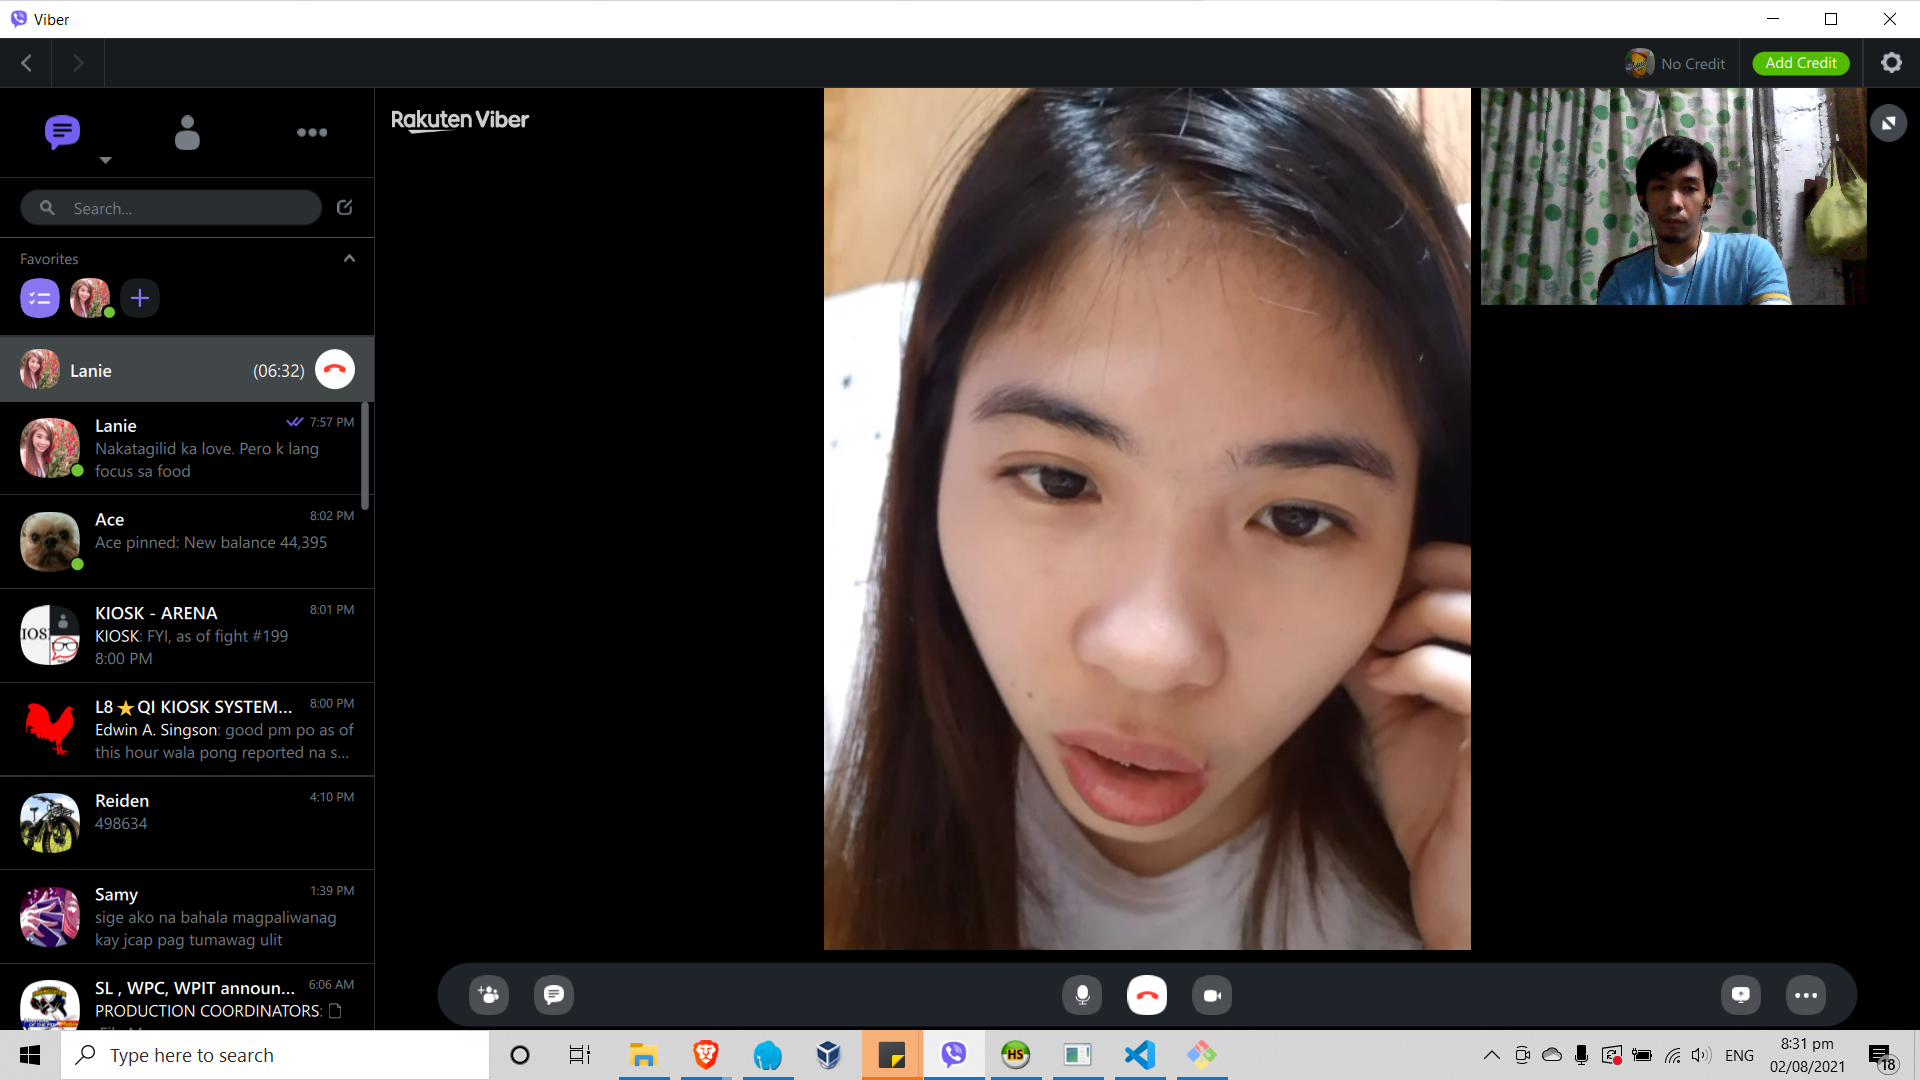 Viber
No Credit
Add Credit
Rakuten Viber
Search...
Favorites
Lanie
(06:32)
Lanie
7:57 PM
Nakatagilid ka love. Pero k lang
focus sa food
Ace
8:02 PM
Ace pinned: New balance 44,395
KIOSK - ARENA
8:01 PM
KIOSK: FYI, as of fight #199
8:00 PM
L8 ⭐ QI KIOSK SYSTEM...
8:00 PM
Edwin A. Singson: good pm po as of
this hour wala pong reported na s...
Reiden
4:10 PM
498634
Samy
1:39 PM
sige ako na bahala magpaliwanag
kay jcap pag tumawag ulit
SL , WPC, WPIT announ...
6:06 AM
PRODUCTION COORDINATORS:
Type here to search
HS
ENG
8:31 pm
02/08/2021
18